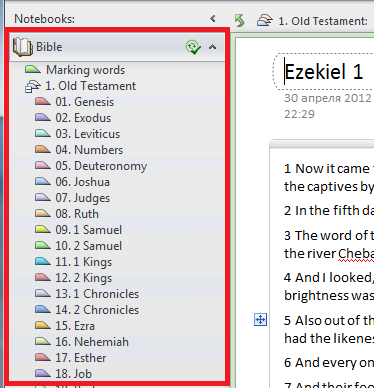 Notebooks:
Bible
Marking words
1. Old Testament
01. Genesis
02. Exodus
03. Leviticus
04. Numbers
05. Deuteronomy
06. Joshua
07. Judges
08. Ruth
09. 1 Samuel
10. 2 Samuel
11. 1 Kings
12. 2 Kings
13. 1 Chronicles
14. 2 Chronicles
15. Ezra
16. Nehemiah
17. Esther
18. Job
1. Old Testament:
Ezekiel 1
30 апреля 2012
22:29
1 Now it came
the captives by
2 In the fifth da
3 The word of t
the river Cheba
4 And I looked,
brightness was
5 Also out of th
had the likenes
6 And every on
7 And their fee